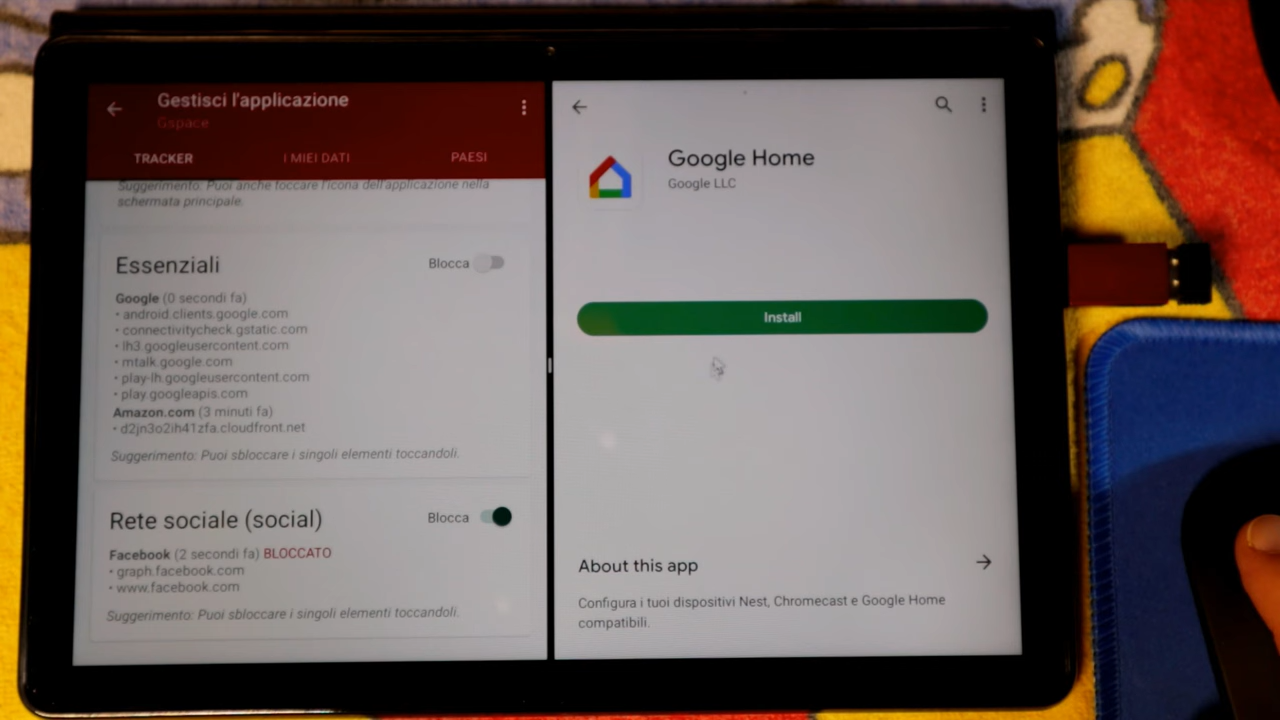 Gestisci l'applicazione
Gspace
TRACKER
I MIEI DATI
PAESI
Suggerimento: Puoi anche toccare l'icona dell'applicazione nella
schermata principale.
Essenziali
Blocca
Google (0 secondi fa)
• android.clients.google.com
• connectivitycheck.gstatic.com
• lh3.googleusercontent.com
• mtalk.google.com
• play-lh.googleusercontent.com
• play.googleapis.com
Amazon.com (3 minuti fa)
• d2jn3o2ih41zfa.cloudfront.net
Suggerimento: Puoi sbloccare i singoli elementi toccandoli.
Rete sociale (social)
Blocca
Facebook (2 secondi fa) BLOCCATO
• graph.facebook.com
• www.facebook.com
Suggerimento: Puoi sbloccare i singoli elementi toccandoli.
Google Home
Google LLC
Install
About this app
Configura i tuoi dispositivi Nest, Chromecast e Google Home
compatibili.